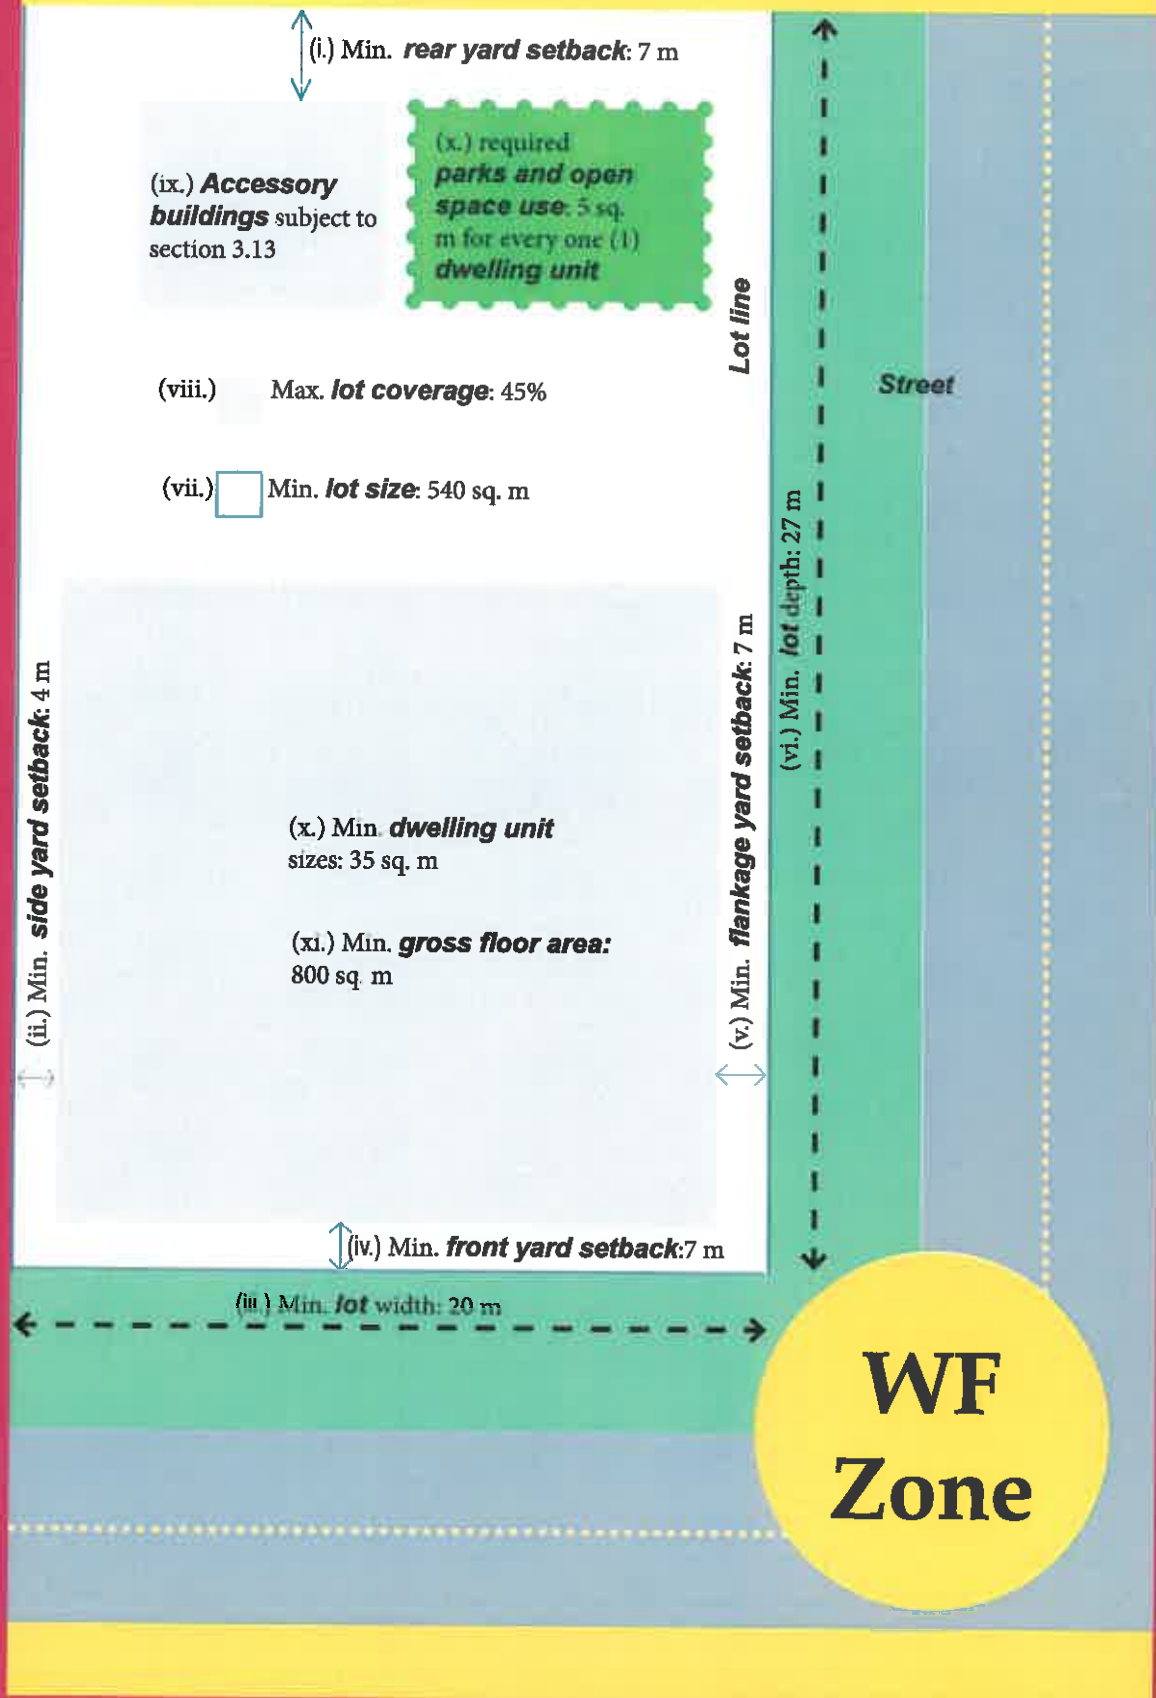 (i.) Min. rear yard setback: 7 m
(ix.) Accessory
buildings subject to
section 3.13
(x.) required
parks and open
space use: 5 sq.
m for every one (1)
dwelling unit
Lot line
Street
(viii.) Max. lot coverage: 45%
(vii.) Min. lot size: 540 sq. m
(vi.) Min. lot depth: 27 m
(ii.) Min. side yard setback: 4 m
(v.) Min. flankage yard setback: 7 m
(x.) Min. dwelling unit
sizes: 35 sq. m
(xi.) Min. gross floor area:
800 sq. m
(iv.) Min. front yard setback:7 m
(iii.) Min. lot width: 20 m
WF
Zone